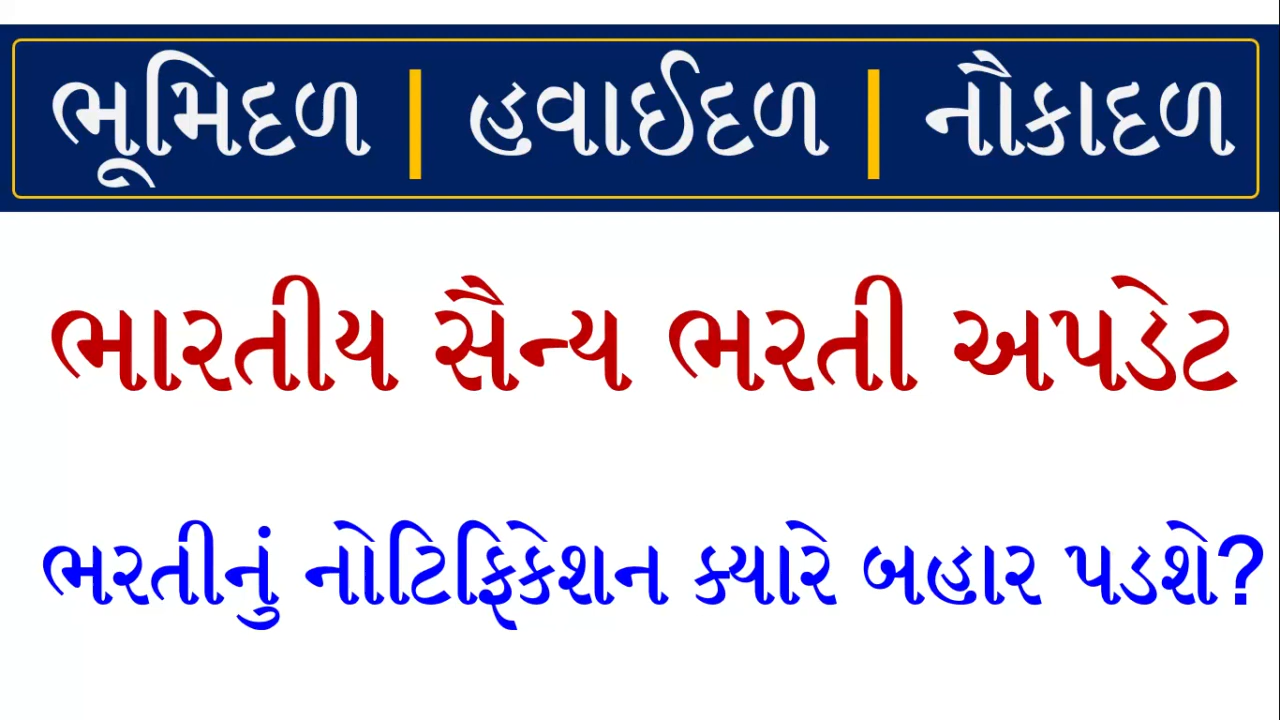 ભૂમિદળ | હવાઈદળ | નૌકાદળ
ભારતીય સૈન્ય ભરતી અપડેટ
ભરતીનું નોટિફિકેશન ક્યારે બહાર પડશે?